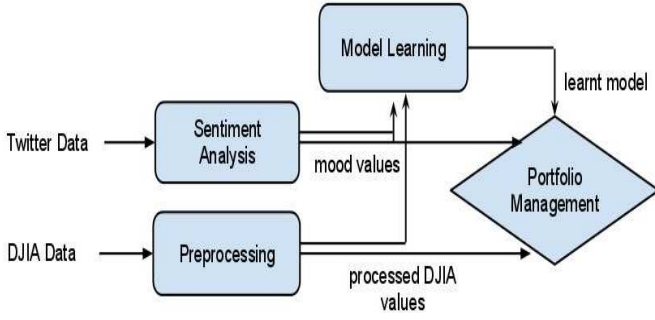 Model Learning
learnt model
Twitter Data
Sentiment
Analysis
mood values
Portfolio
Management
DJIA Data
Preprocessing
processed DJIA
values